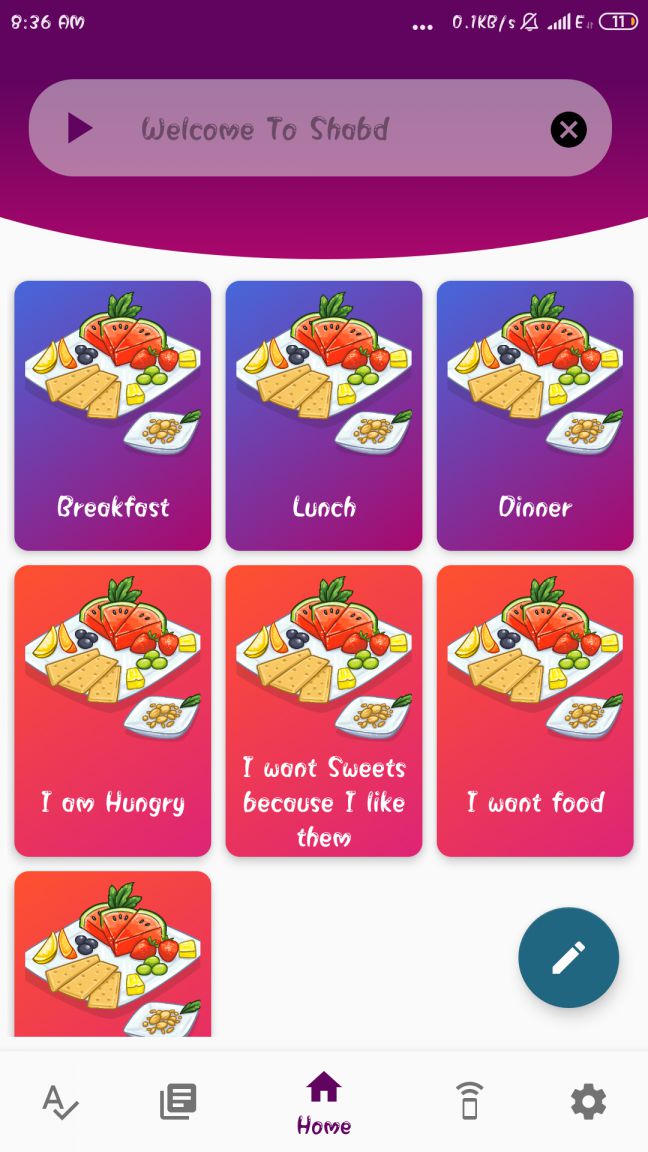 8:36 AM ... 0.1KB/s E 11
Welcome To Shabd
Breakfast
Lunch
Dinner
I am Hungry
I want Sweets
because I like
them
I want food
Home